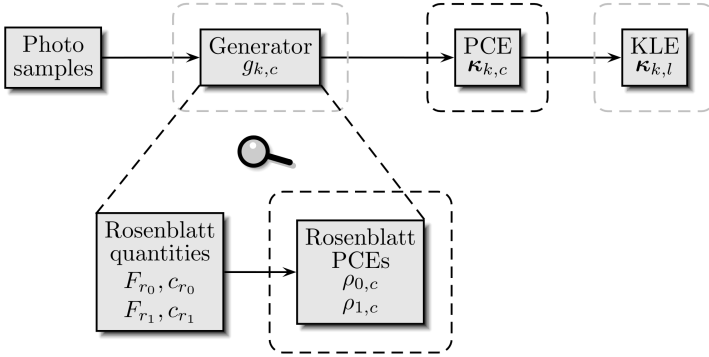 Photo
samples
Generator
g_{k,c}
PCE
κ_{k,c}
KLE
κ_{k,l}
Rosenblatt
quantities
F_{r_0}, c_{r_0}
F_{r_1}, c_{r_1}
Rosenblatt
PCEs
ρ_{0,c}
ρ_{1,c}